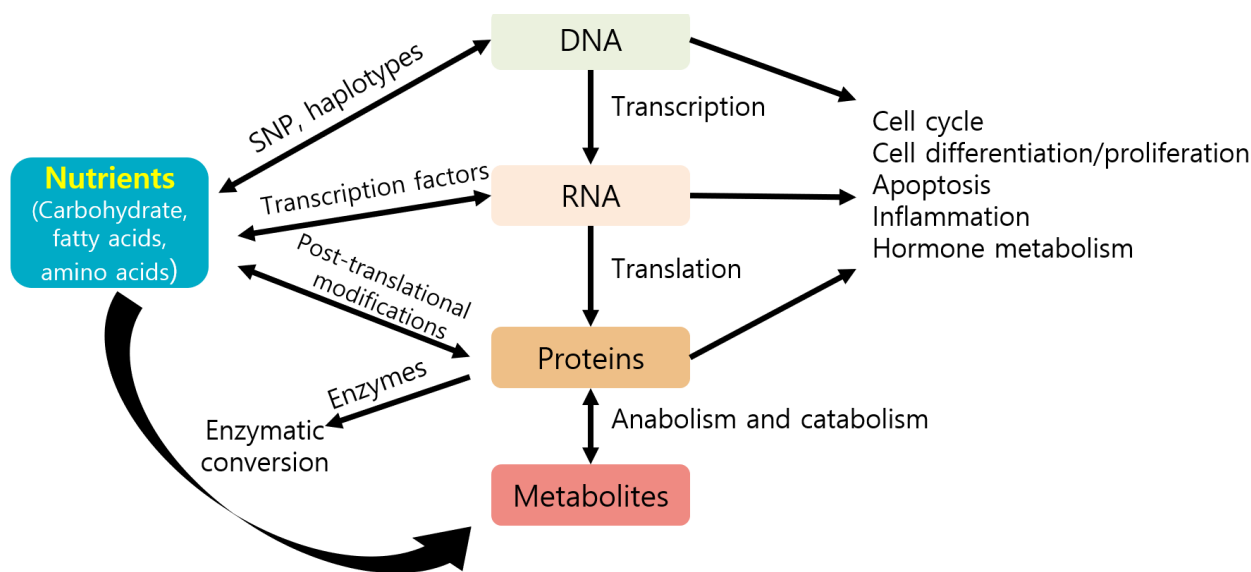 DNA
SNP, haplotypes
Transcription
Cell cycle
Cell differentiation/proliferation
Apoptosis
Inflammation
Hormone metabolism
Nutrients
(Carbohydrate,
fatty acids,
amino acids)
Transcription factors
RNA
Post-translational
modifications
Translation
Proteins
Enzymes
Enzymatic
conversion
Anabolism and catabolism
Metabolites